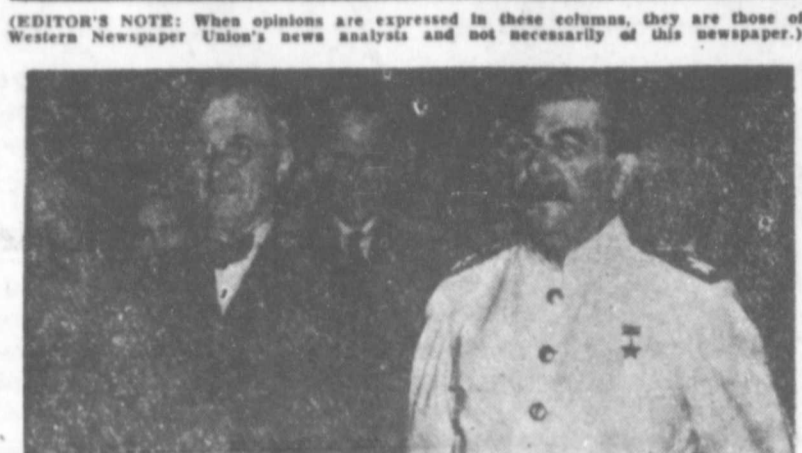 (EDITOR'S NOTE: When opinions are expressed in these columns, they are those of
Western Newspaper Union's news analysts and not necessarily of this newspaper.)